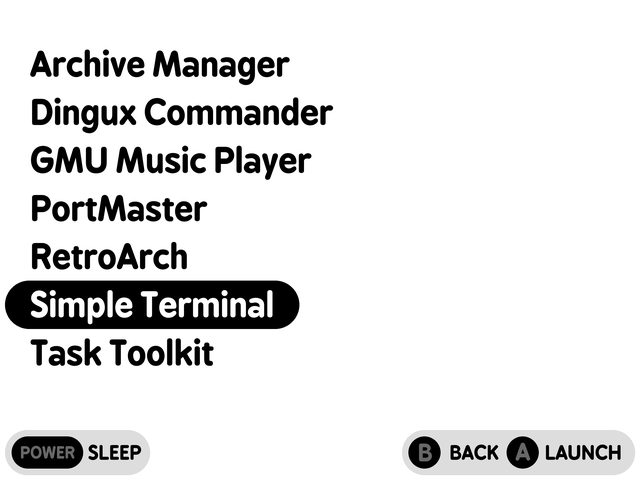 Archive Manager
Dingux Commander
GMU Music Player
PortMaster
RetroArch
Simple Terminal
Task Toolkit
POWER SLEEP B BACK A LAUNCH